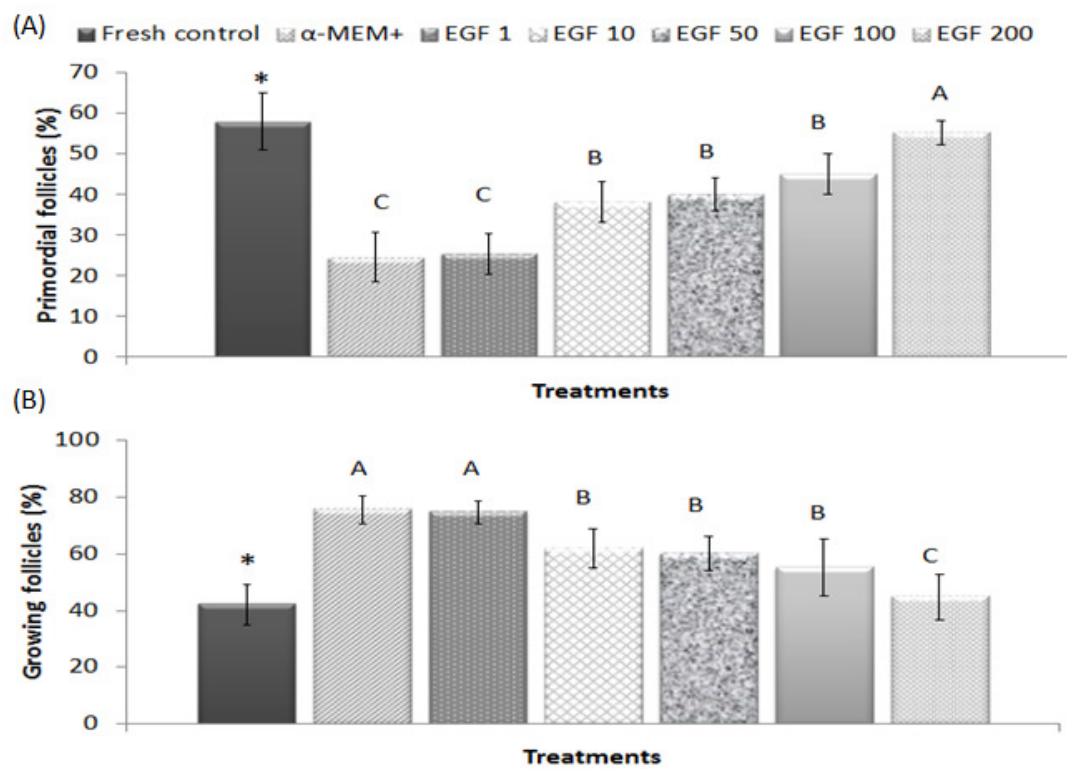 (A) Fresh control α-MEM+ EGF 1 EGF 10 EGF 50 EGF 100 EGF 200
Primordial follicles (%)
70
60
50
40
30
20
10
0
* C C B B B A
Treatments
(B)
Growing follicles (%)
100
80
60
40
20
0
* A A B B B C
Treatments